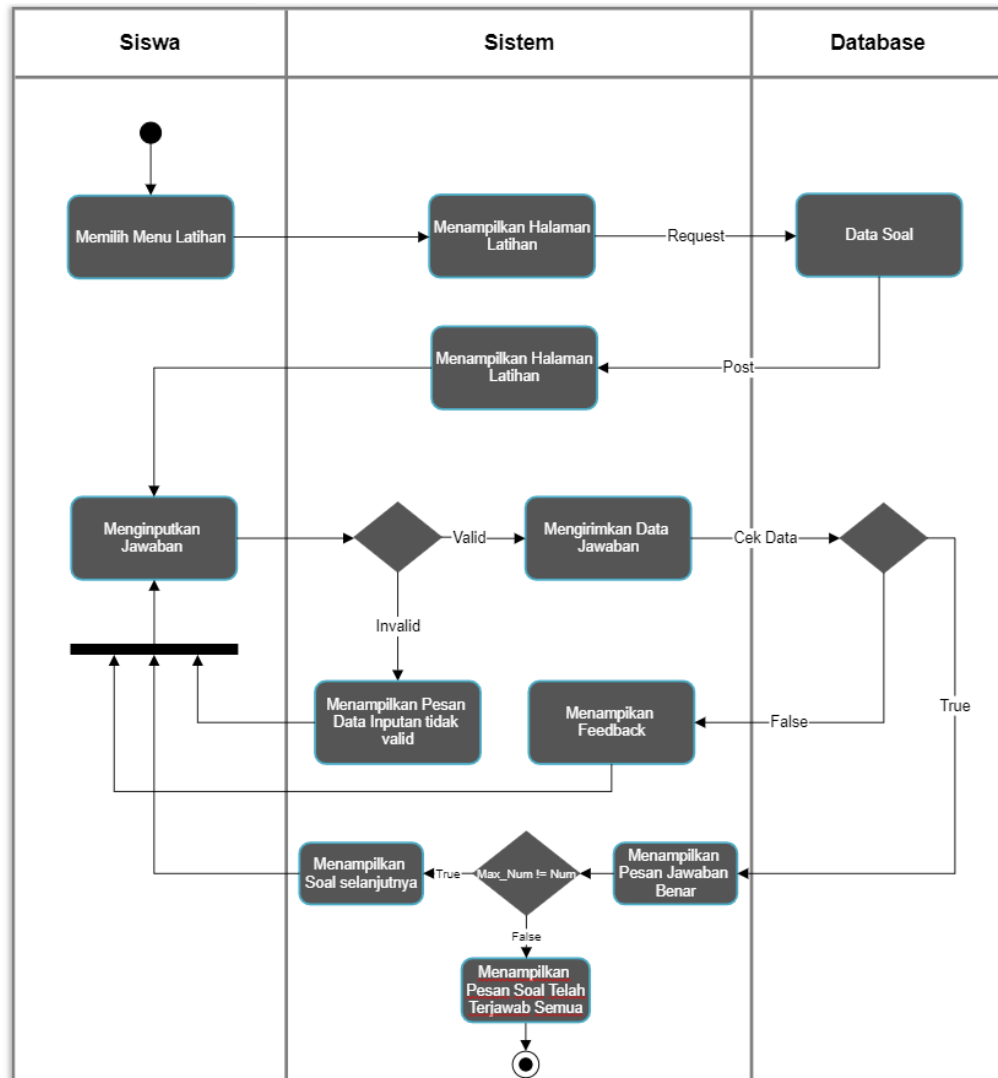 Siswa
Sistem
Database
Memilih Menu Latihan
Menampilkan Halaman
Latihan
Request
Data Soal
Menampilkan Halaman
Latihan
Post
Menginputkan
Jawaban
Valid
Mengirimkan Data
Jawaban
Cek Data
Invalid
Menampilkan Pesan
Data Inputan tidak
valid
Menampikan
Feedback
False
True
Menampilkan
Soal selanjutnya
True
Max_Num != Num
Menampilkan
Pesan Jawaban
Benar
False
Menampilkan
Pesan Soal Telah
Terjawab Semua